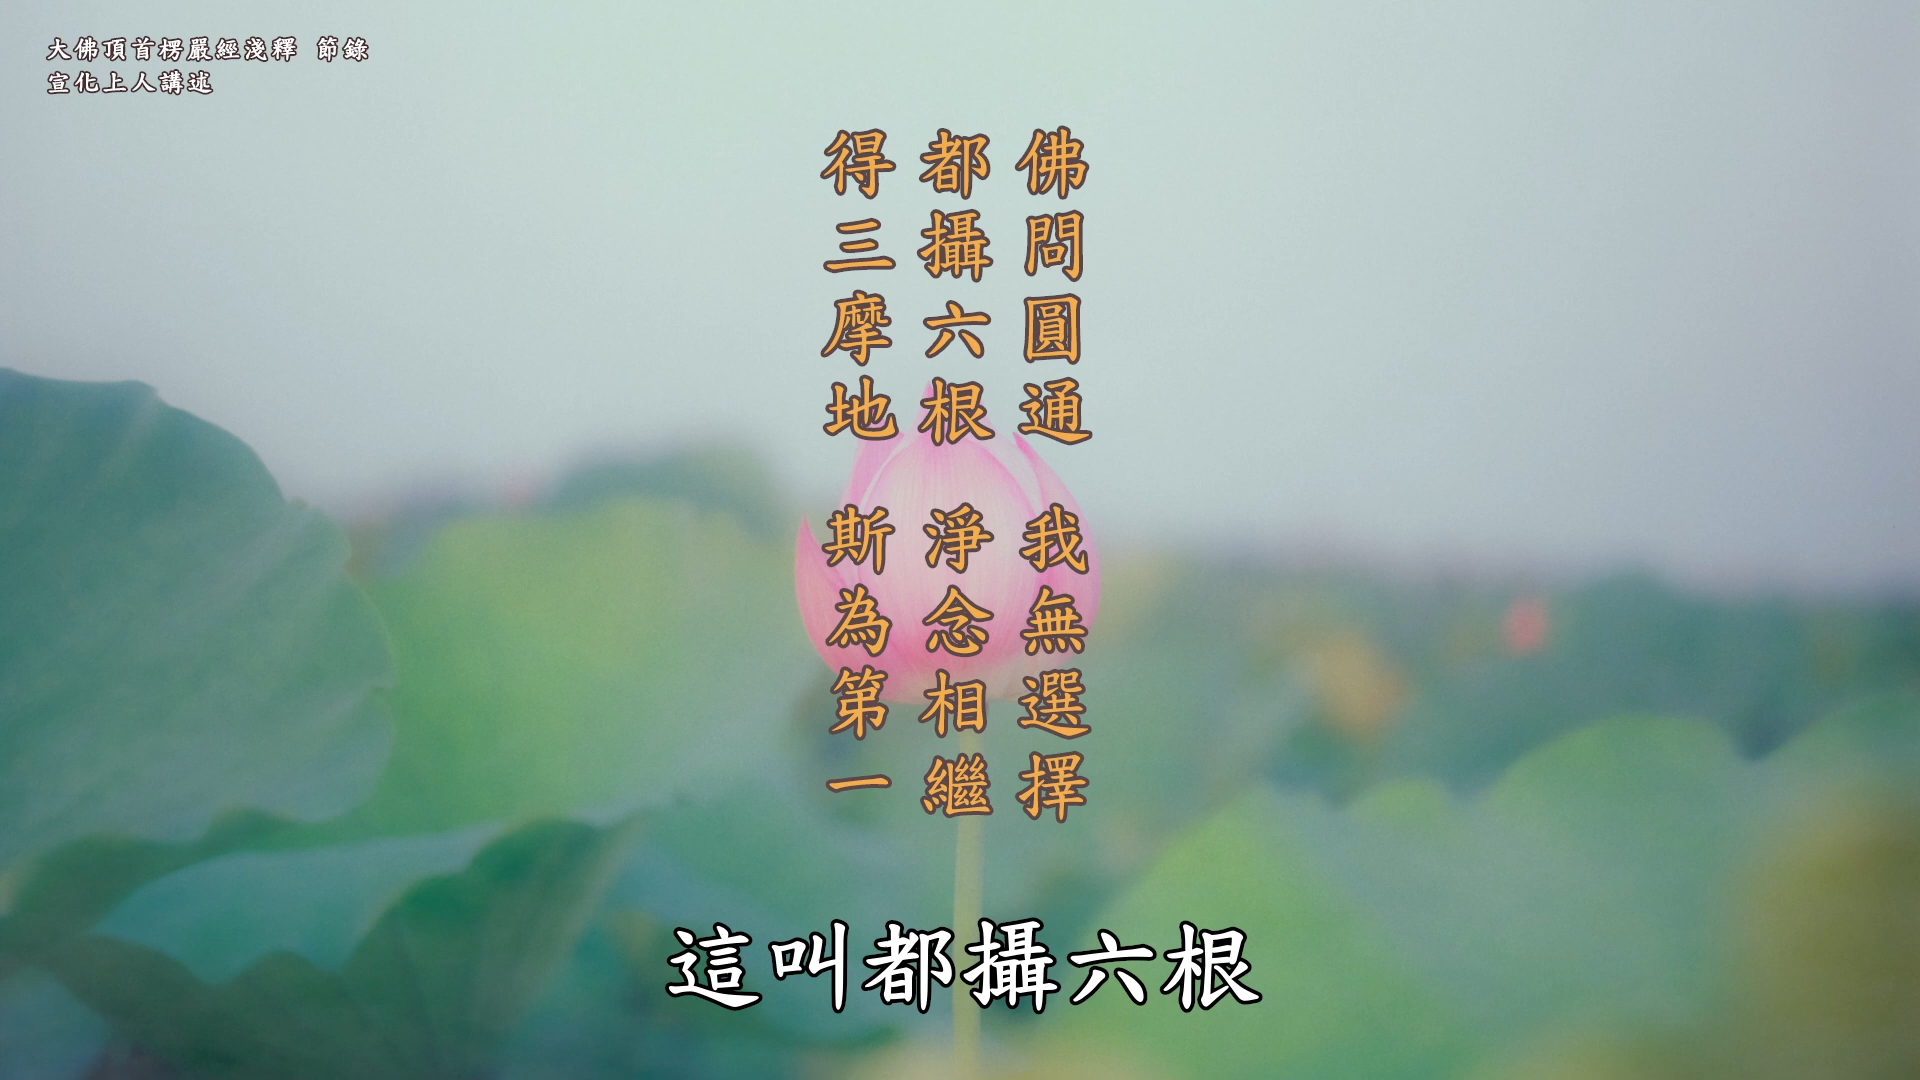 大佛頂首楞嚴經淺釋 節錄
宣化上人講述
佛問圓通 我無選擇
都攝六根 淨念相繼
得三摩地 斯為第一
這叫都攝六根